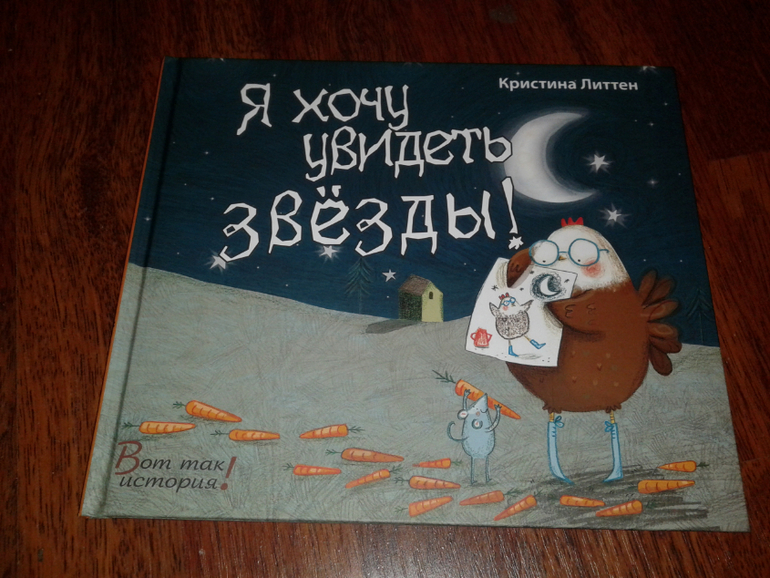 Кристина Литтен
Я хочу
увидеть
звёзды!
Вот так
история!